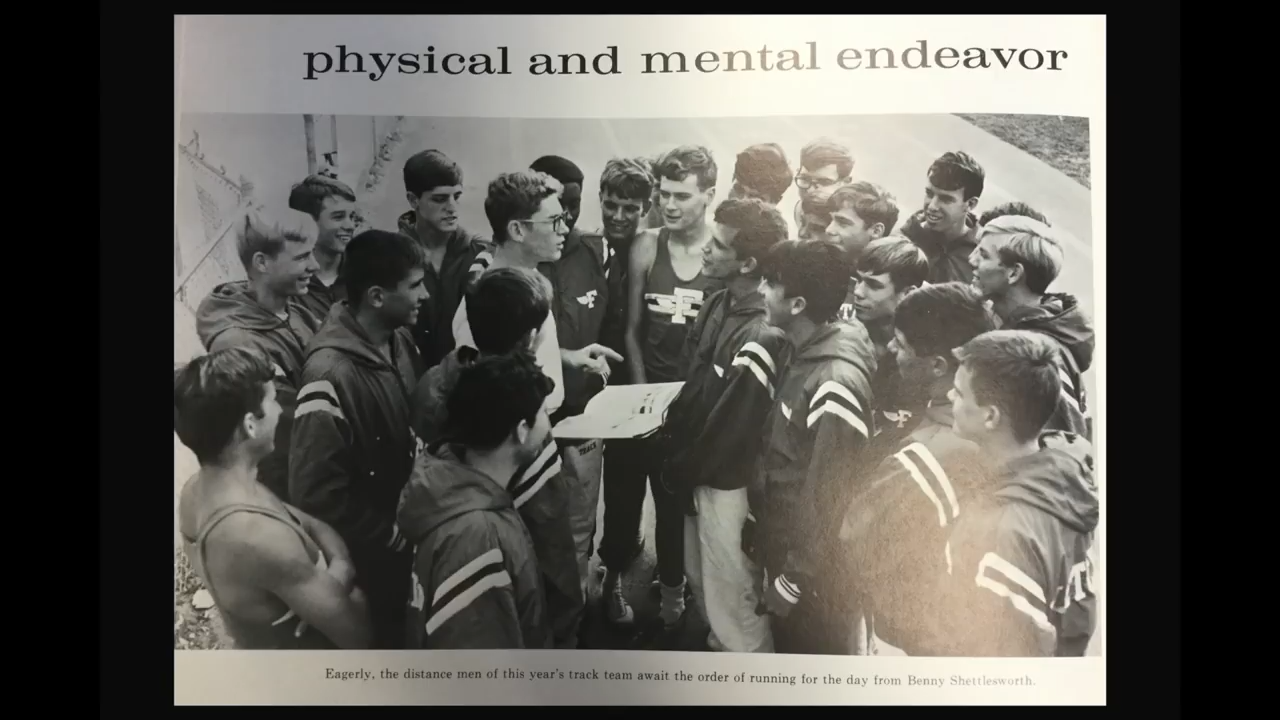 physical and mental endeavor
F
F
TRACK
T
F
T
Eagerly, the distance men of this year's track team await the order of running for the day from Benny Shettlesworth.